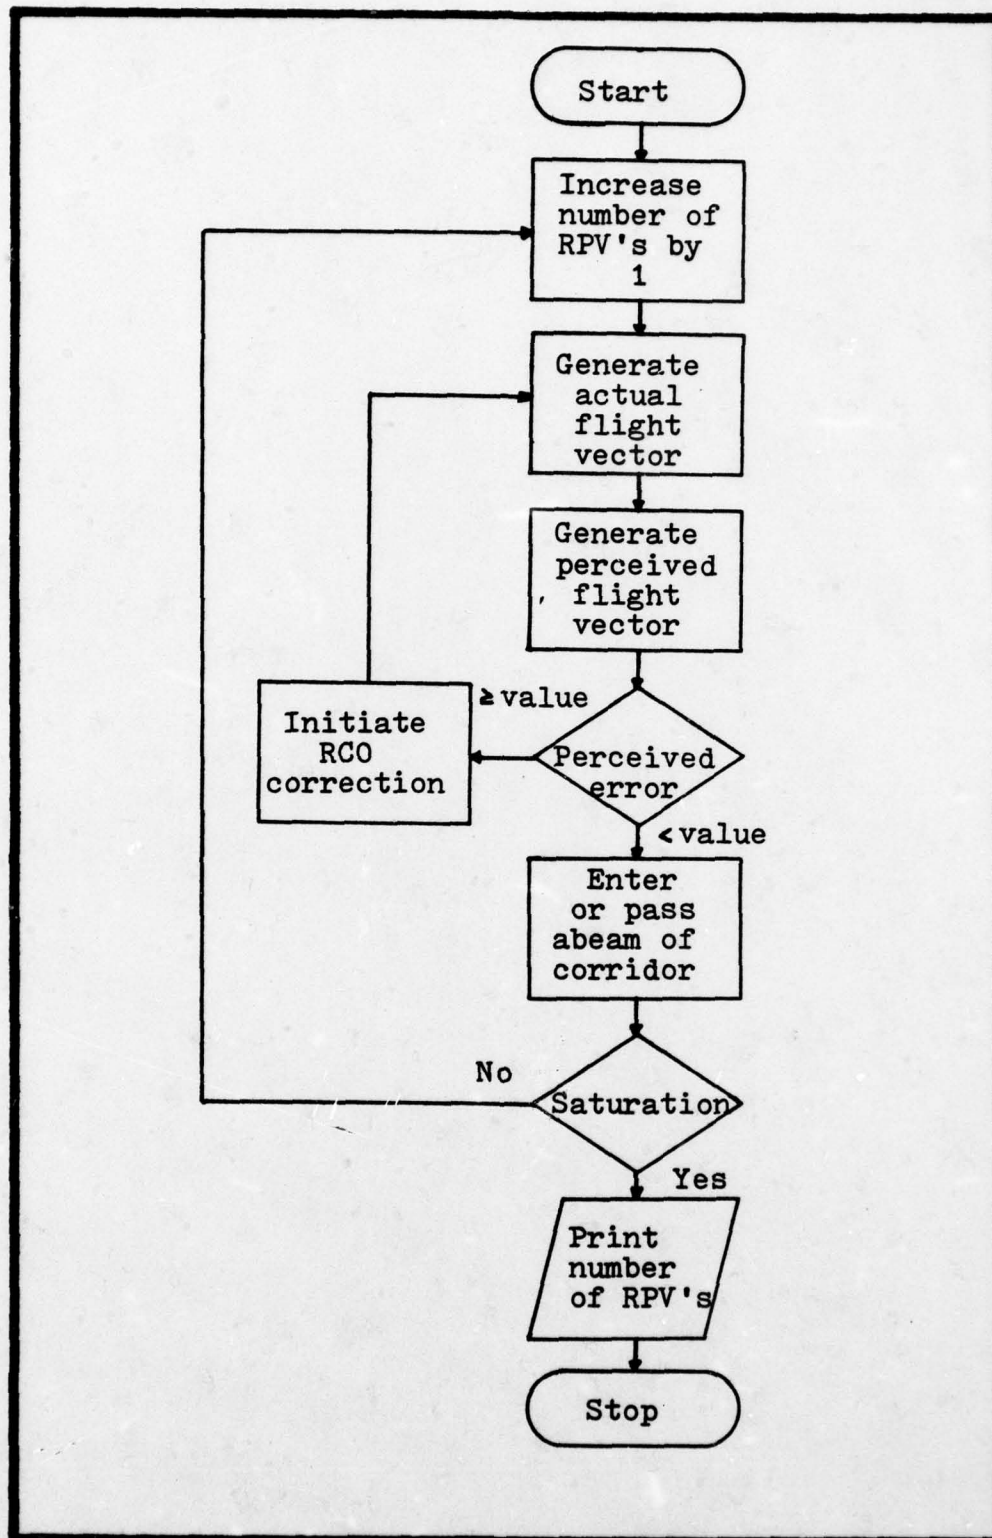 Start
Increase
number of
RPV's by
1
Generate
actual
flight
vector
Generate
perceived
flight
vector
≥value
Initiate
RCO
correction
Perceived
error
<value
Enter
or pass
abeam of
corridor
No
Saturation
Yes
Print
number
of RPV's
Stop